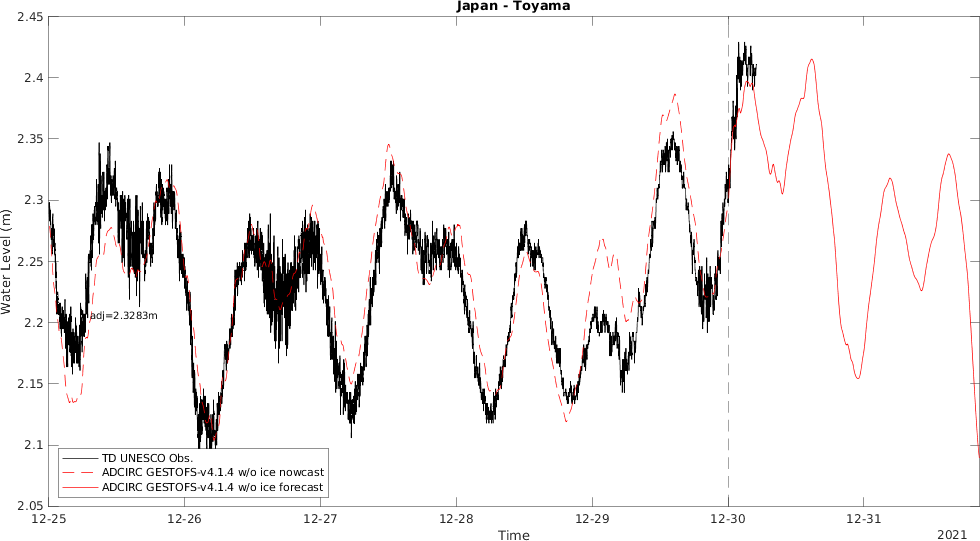 Japan - Toyama
2.45
2.4
2.35
2.3
2.25
2.2
2.15
2.1
2.05
Water Level (m)
adj=2.3283m
TD UNESCO Obs.
ADCIRC GESTOFS-v4.1.4 w/o ice nowcast
ADCIRC GESTOFS-v4.1.4 w/o ice forecast
12-25 12-26 12-27 12-28 12-29 12-30 12-31
Time
2021